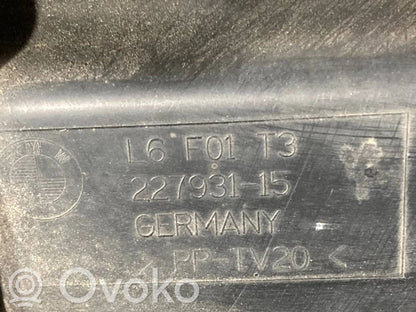 L6 F01 T3
227931-15
GERMANY
> PP-TV20 <
Ovoko